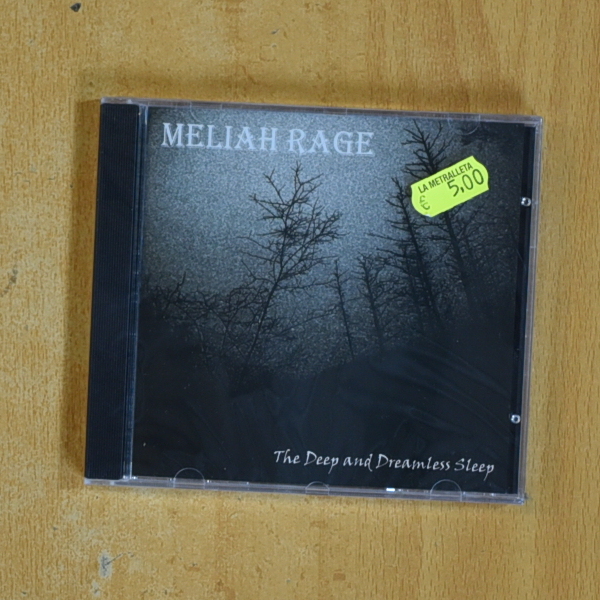 MELIAH RAGE
LA METRALLETA
5,00
The Deep and Dreamless Sleep